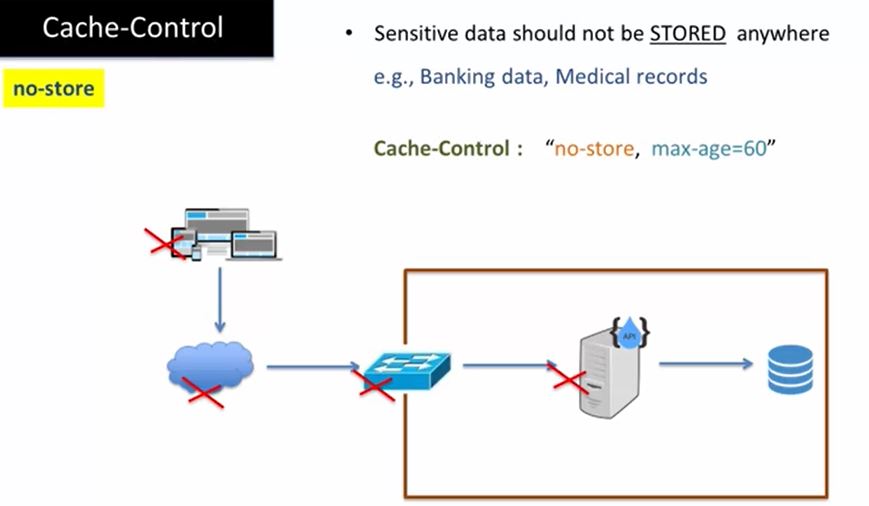 Cache-Control
no-store
• Sensitive data should not be STORED anywhere
e.g., Banking data, Medical records
Cache-Control : “no-store, max-age=60”
{API}